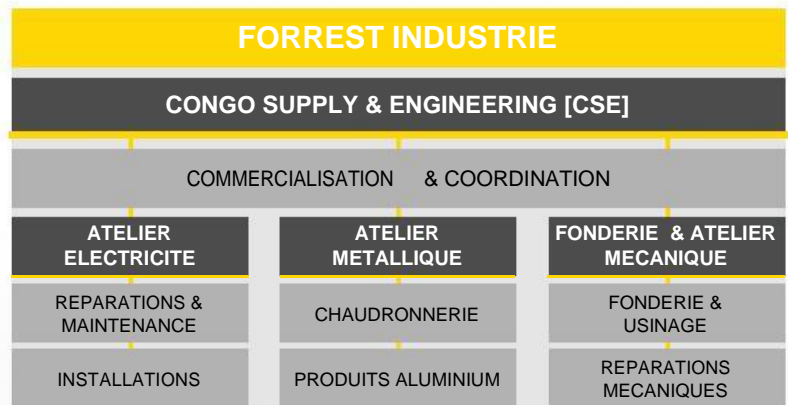 FORREST INDUSTRIE
CONGO SUPPLY & ENGINEERING [CSE]
COMMERCIALISATION & COORDINATION
ATELIER
ELECTRICITE
ATELIER
METALLIQUE
FONDERIE & ATELIER
MECANIQUE
REPARATIONS &
MAINTENANCE
CHAUDRONNERIE
FONDERIE &
USINAGE
INSTALLATIONS
PRODUITS ALUMINIUM
REPARATIONS
MECANIQUES